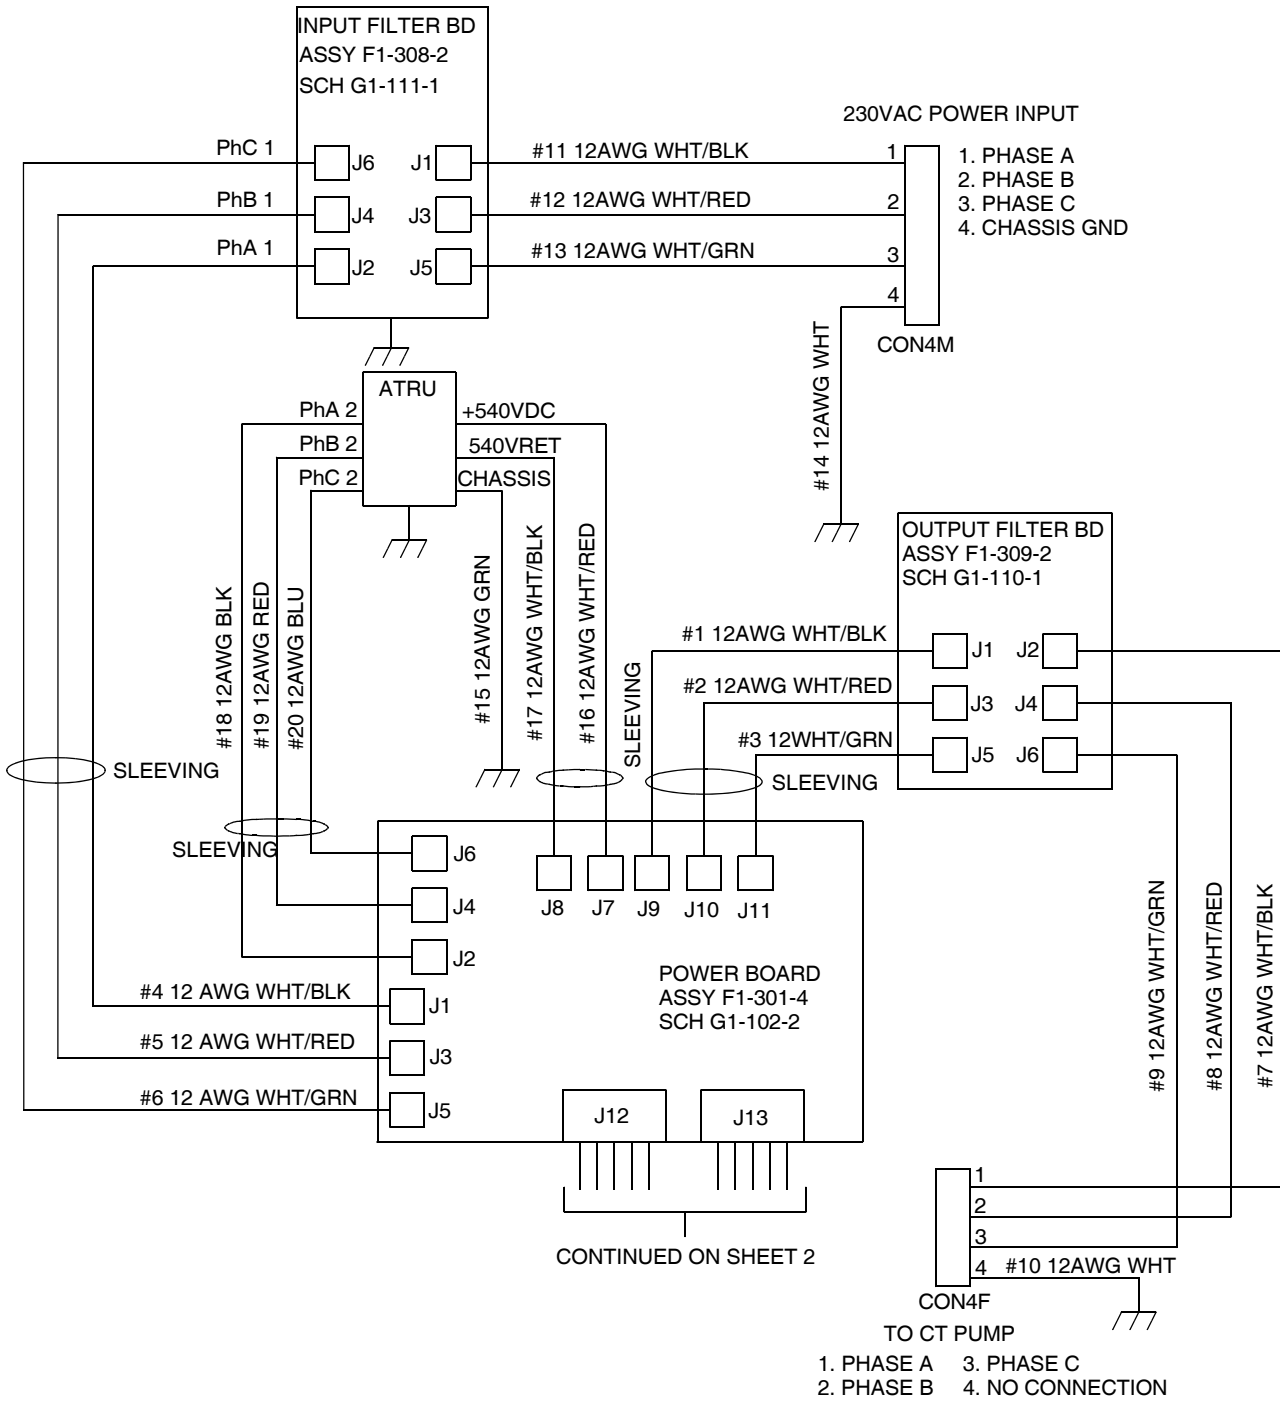 INPUT FILTER BD
ASSY F1-308-2
SCH G1-111-1
PhC 1
J6
J1
#11 12AWG WHT/BLK
PhB 1
J4
J3
#12 12AWG WHT/RED
PhA 1
J2
J5
#13 12AWG WHT/GRN
230VAC POWER INPUT
1
2
3
4
1. PHASE A
2. PHASE B
3. PHASE C
4. CHASSIS GND
CON4M
#14 12AWG WHT
ATRU
PhA 2
PhB 2
PhC 2
+540VDC
540VRET
CHASSIS
#18 12AWG BLK
#19 12AWG RED
#20 12AWG BLU
#15 12AWG GRN
#17 12AWG WHT/BLK
#16 12AWG WHT/RED
SLEEVING
OUTPUT FILTER BD
ASSY F1-309-2
SCH G1-110-1
#1 12AWG WHT/BLK
J1
J2
#2 12AWG WHT/RED
J3
J4
#3 12WHT/GRN
J5
J6
SLEEVING
SLEEVING
SLEEVING
J6
J4
J2
J8
J7
J9
J10
J11
POWER BOARD
ASSY F1-301-4
SCH G1-102-2
#4 12 AWG WHT/BLK
J1
#5 12 AWG WHT/RED
J3
#6 12 AWG WHT/GRN
J5
J12
J13
CONTINUED ON SHEET 2
#9 12AWG WHT/GRN
#8 12AWG WHT/RED
#7 12AWG WHT/BLK
1
2
3
4
#10 12AWG WHT
CON4F
TO CT PUMP
1. PHASE A 3. PHASE C
2. PHASE B 4. NO CONNECTION